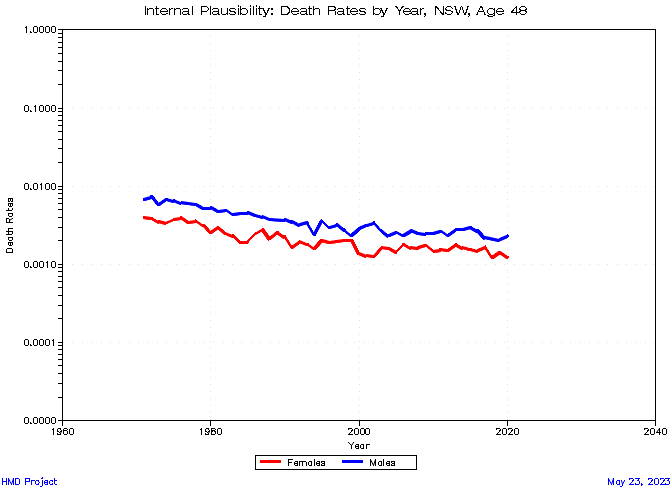 Internal Plausibility: Death Rates by Year, NSW, Age 48
1.0000
0.1000
0.0100
0.0010
0.0001
0.0000
Death Rates
1960
1980
2000
2020
2040
Year
Females
Males
HMD Project
May 23, 2023